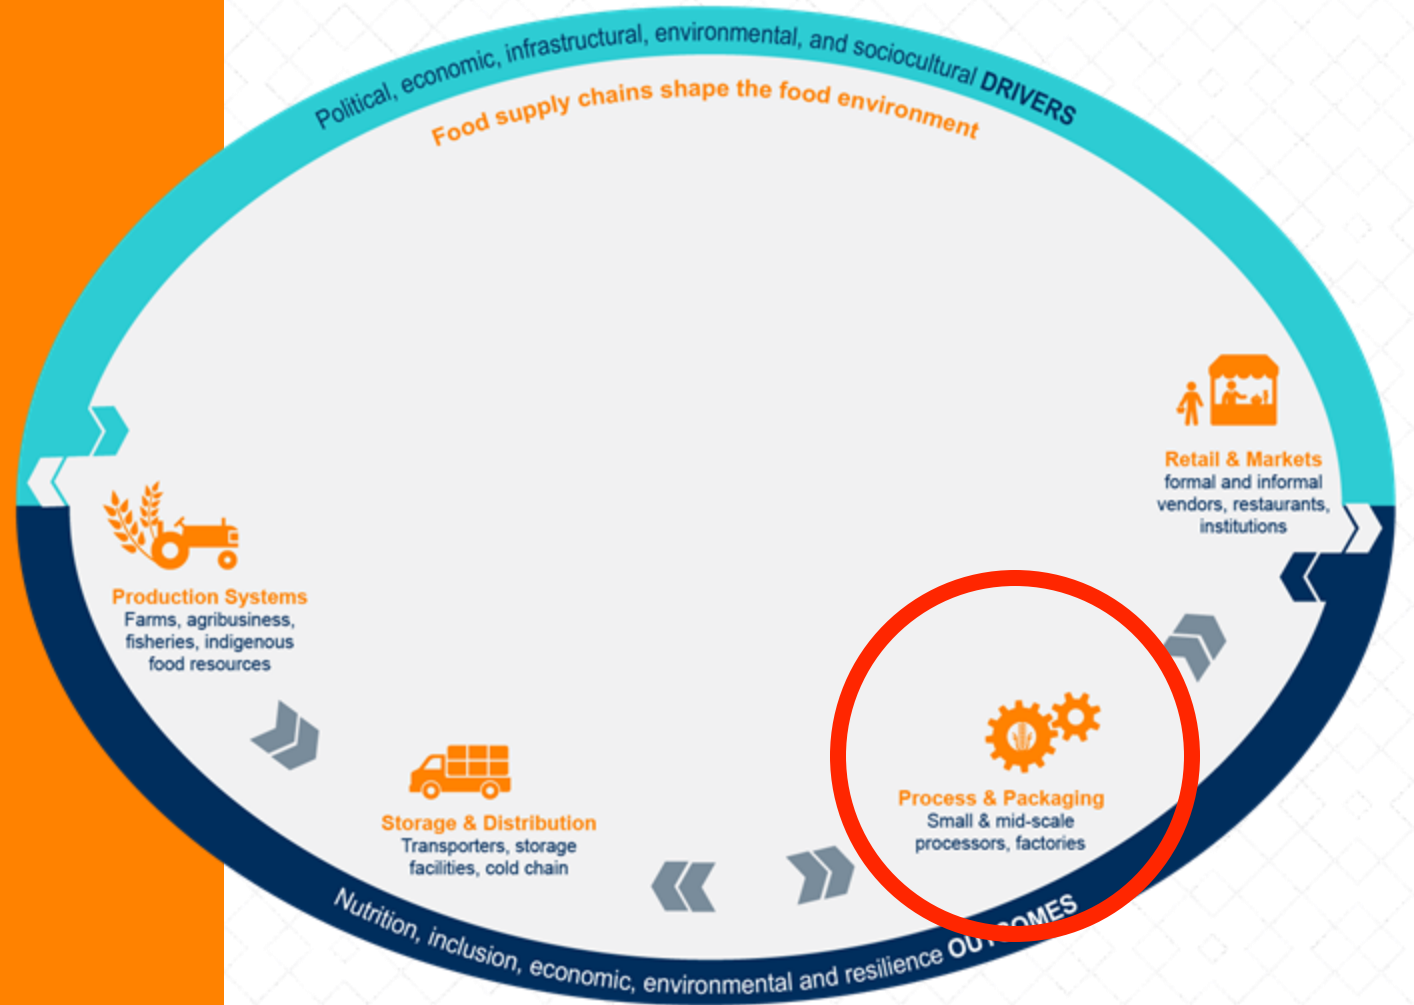 Political, economic, infrastructural, environmental, and sociocultural DRIVERS
Food supply chains shape the food environment
Retail & Markets
formal and informal
vendors, restaurants,
institutions
Production Systems
Farms, agribusiness,
fisheries, indigenous
food resources
Storage & Distribution
Transporters, storage
facilities, cold chain
Process & Packaging
Small & mid-scale
processors, factories
Nutrition, inclusion, economic, environmental and resilience OUTCOMES